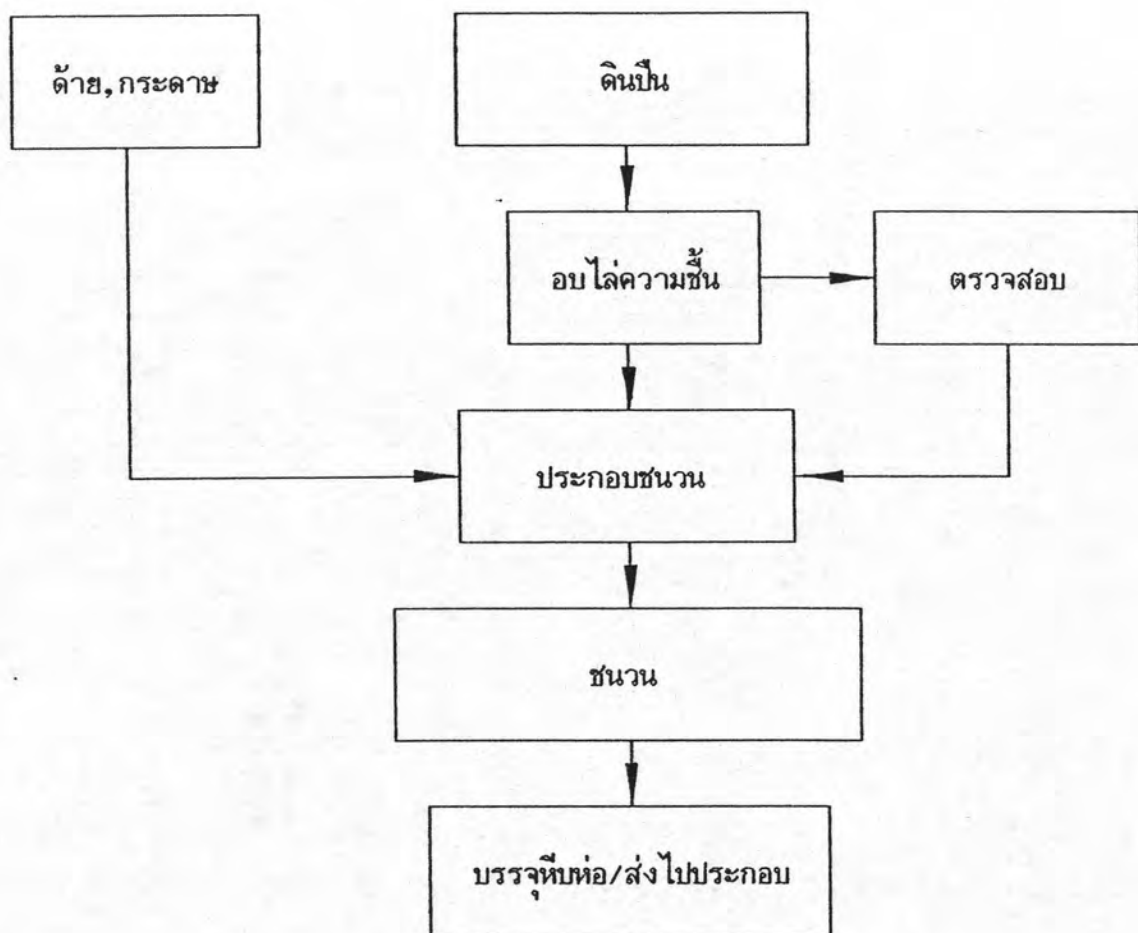 ด้าย,กระดาษ
ดินปืน
อบไล่ความชื้น
ตรวจสอบ
ประกอบชนวน
ชนวน
บรรจุหีบห่อ/ส่งไปประกอบ